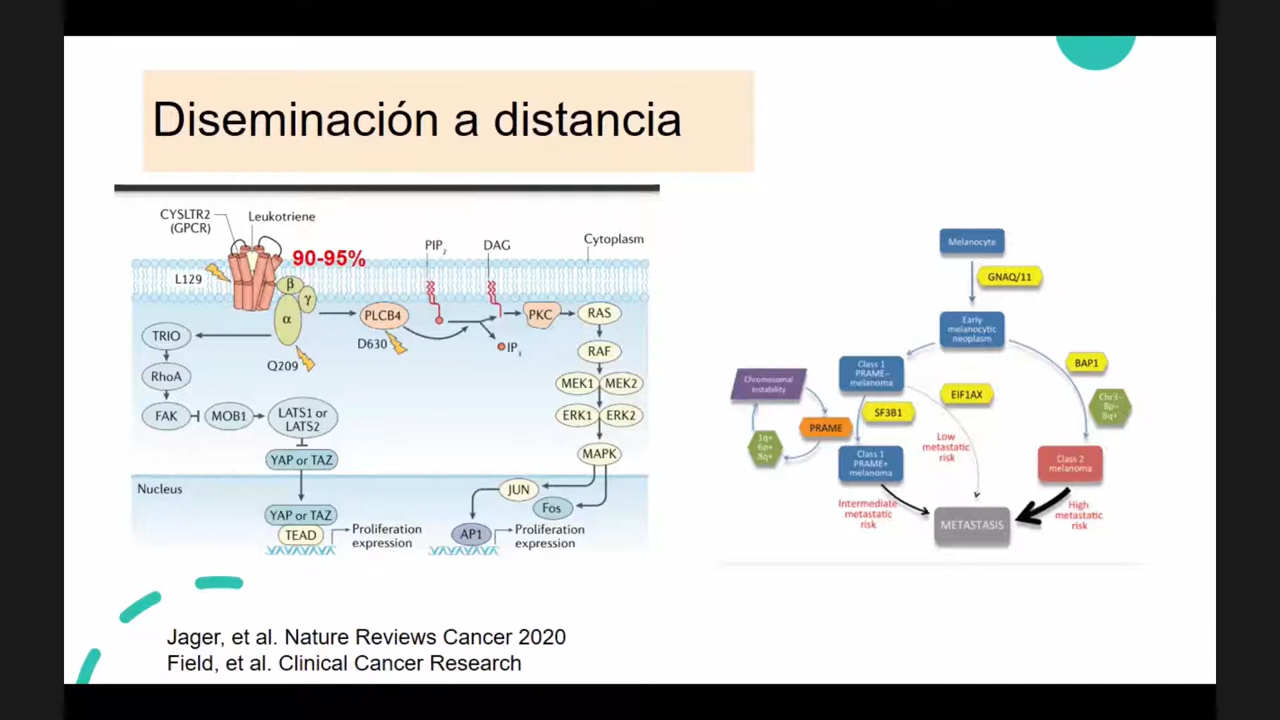 Diseminación a distancia
CYSLTR2
(GPCR)
Leukotriene
90-95%
PIP2
DAG
Cytoplasm
L129
β
γ
α
PLCB4
PKC
RAS
TRIO
D630
IP3
RAF
Q209
RhoA
MEK1
MEK2
FAK
MOB1
LATS1 or
LATS2
ERK1
ERK2
YAP or TAZ
MAPK
Nucleus
JUN
Fos
YAP or TAZ
TEAD
Proliferation
expression
AP1
Proliferation
expression
Melanocyte
GNAQ/11
Early
melanocytic
neoplasm
Class 1
PRAME−
melanoma
BAP1
Chromosomal
instability
EIF1AX
Chr3−
8p−
8q+
SF3B1
PRAME
1q+
6p+
8q+
Low
metastatic
risk
Class 1
PRAME+
melanoma
Class 2
melanoma
Intermediate
metastatic
risk
METASTASIS
High
metastatic
risk
Jager, et al. Nature Reviews Cancer 2020
Field, et al. Clinical Cancer Research